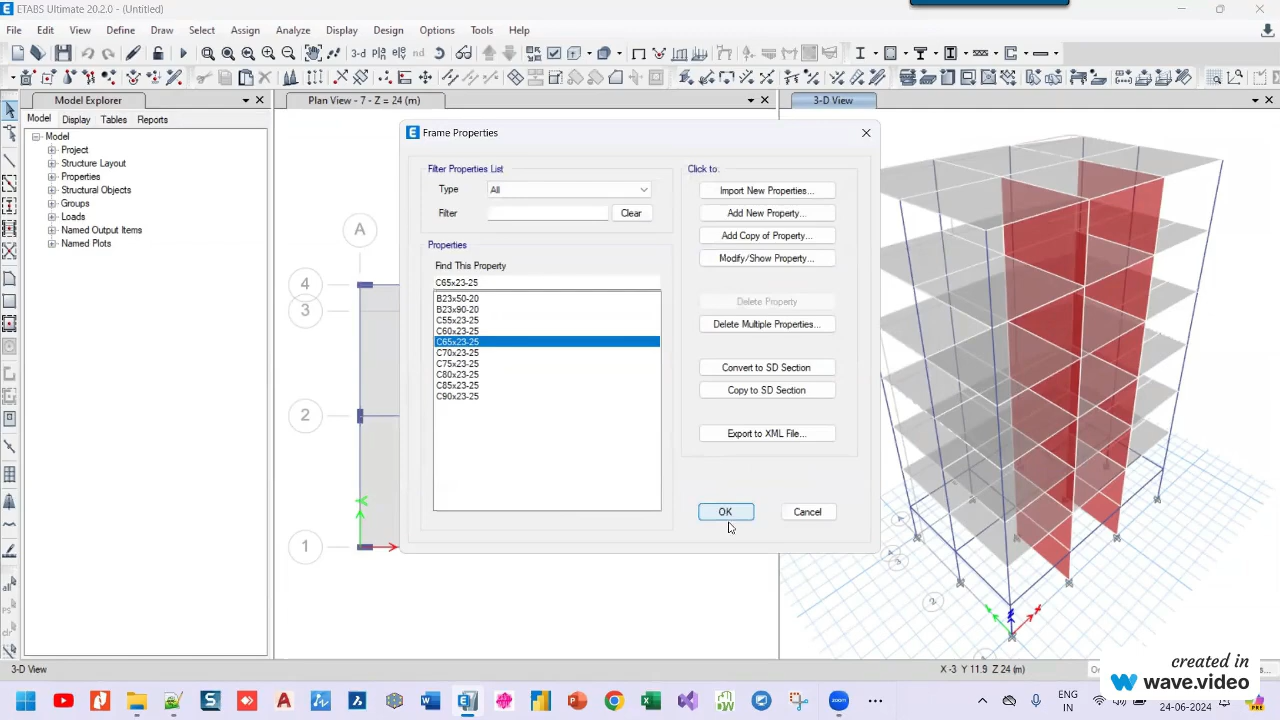 ETABS Ultimate 20.2.0 - (Untitled)
File Edit View Define Draw Select Assign Analyze Display Design Options Tools Help
3-d nd
Model Explorer
Plan View - 7 - Z = 24 (m)
3-D View
Model Display Tables Reports
Model
Project
Structure Layout
Properties
Structural Objects
Groups
Loads
Named Output Items
Named Plots
A
4
3
2
1
Frame Properties
Filter Properties List
Type All
Filter Clear
Properties
Find This Property
C65x23-25
B23x50-20
B23x90-20
C55x23-25
C60x23-25
C65x23-25
C70x23-25
C75x23-25
C80x23-25
C85x23-25
C90x23-25
Click to:
Import New Properties...
Add New Property...
Add Copy of Property...
Modify/Show Property...
Delete Property
Delete Multiple Properties...
Convert to SD Section
Copy to SD Section
Export to XML File...
OK
Cancel
2
3-D View
X -3 Y 11.9 Z 24 (m)
created in
wave.video
ENG
IN
24-06-2024
zoom